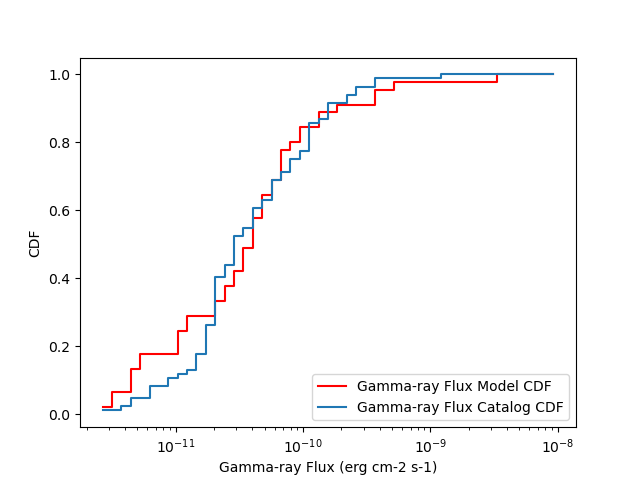 1.0
0.8
0.6
0.4
0.2
0.0
CDF
10⁻¹¹
10⁻¹⁰
10⁻⁹
10⁻⁸
Gamma-ray Flux (erg cm-2 s-1)
Gamma-ray Flux Model CDF
Gamma-ray Flux Catalog CDF